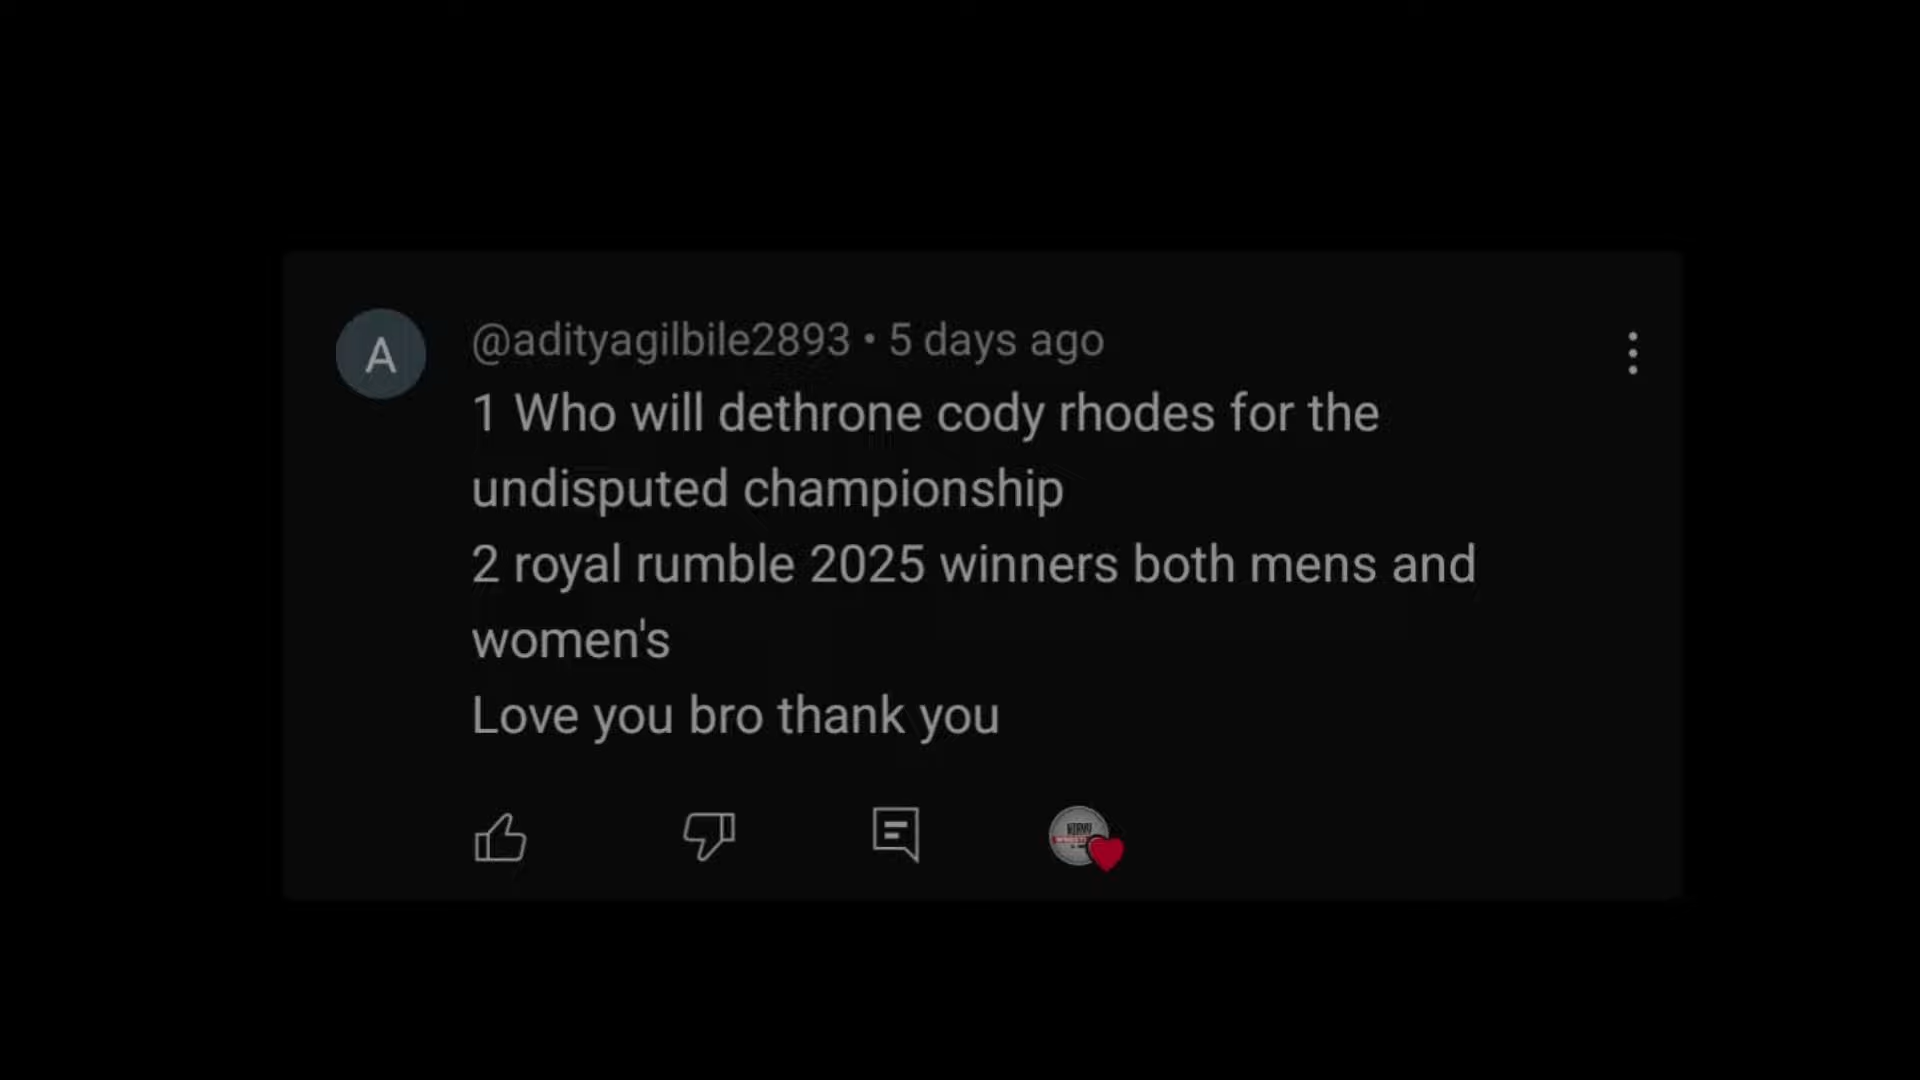 A
@adityagilbile2893 • 5 days ago
1 Who will dethrone cody rhodes for the
undisputed championship
2 royal rumble 2025 winners both mens and
women's
Love you bro thank you